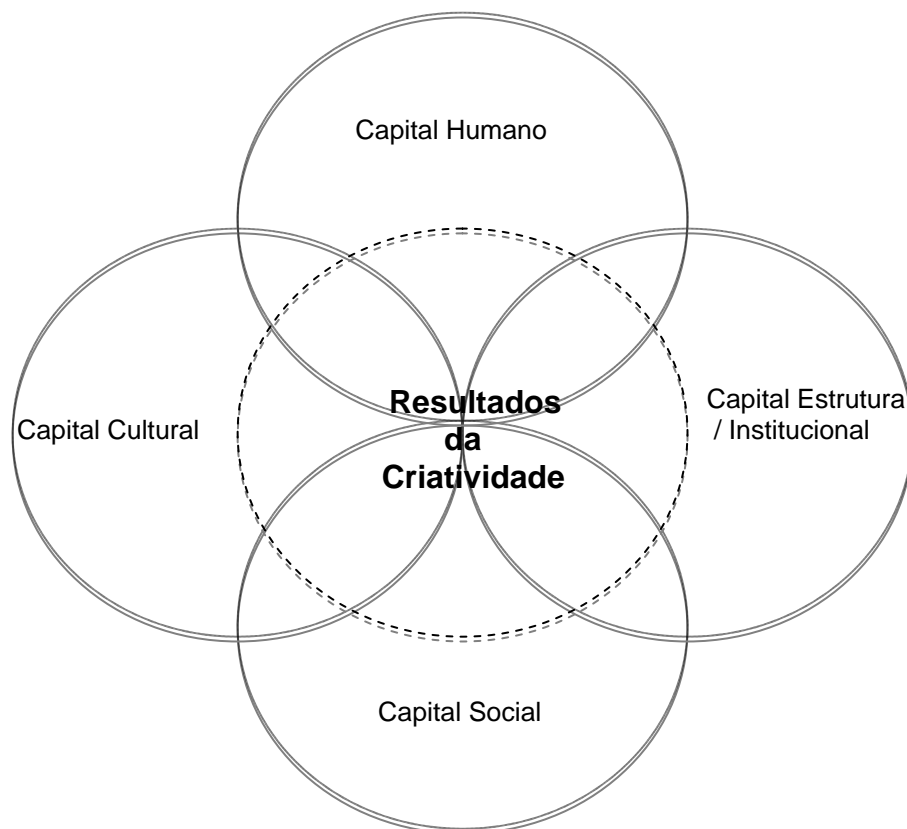 Capital Humano
Resultados
da
Criatividade
Capital Cultural
Capital Estrutura
/ Institucional
Capital Social